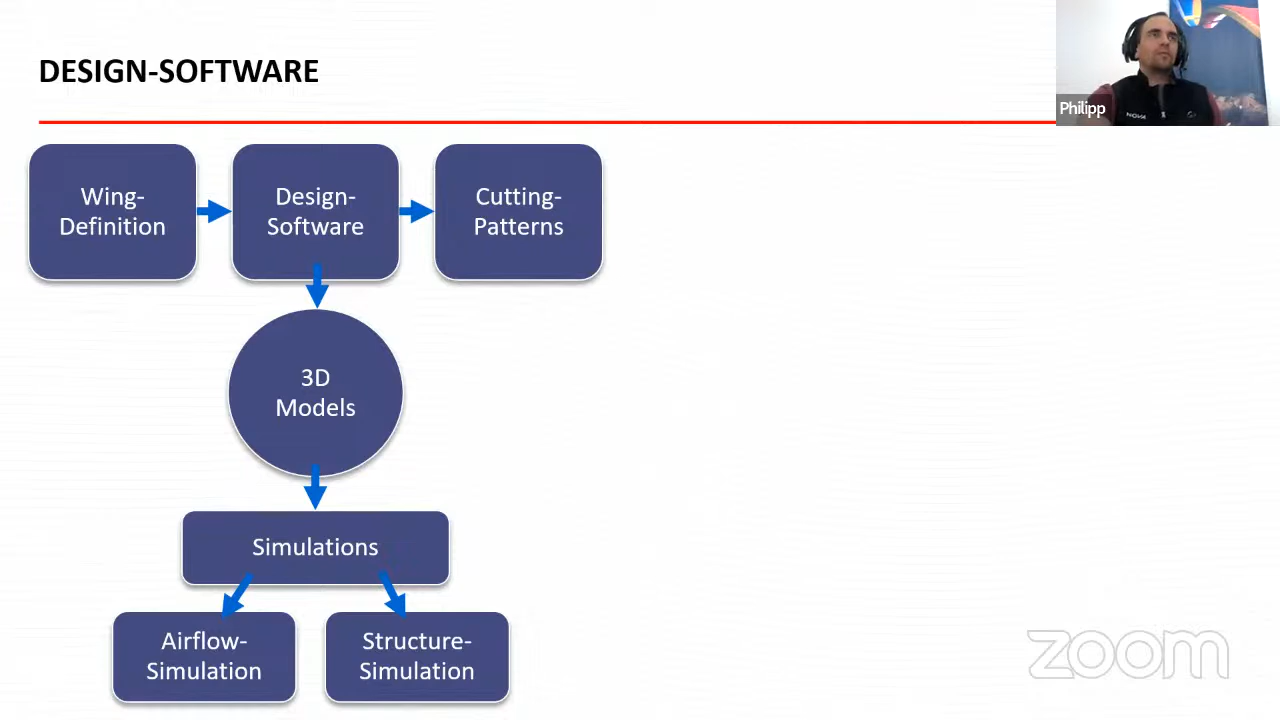 DESIGN-SOFTWARE
Philipp
Wing-
Definition
Design-
Software
Cutting-
Patterns
3D
Models
Simulations
Airflow-
Simulation
Structure-
Simulation
zoom